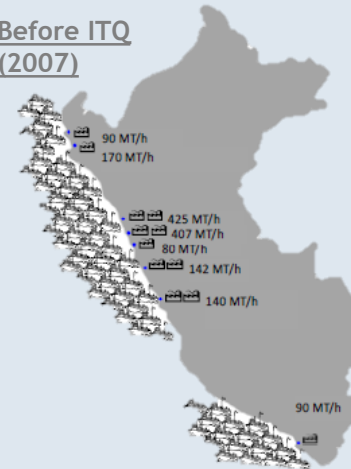 Before ITQ
(2007)
90 MT/h
170 MT/h
425 MT/h
407 MT/h
80 MT/h
142 MT/h
140 MT/h
90 MT/h